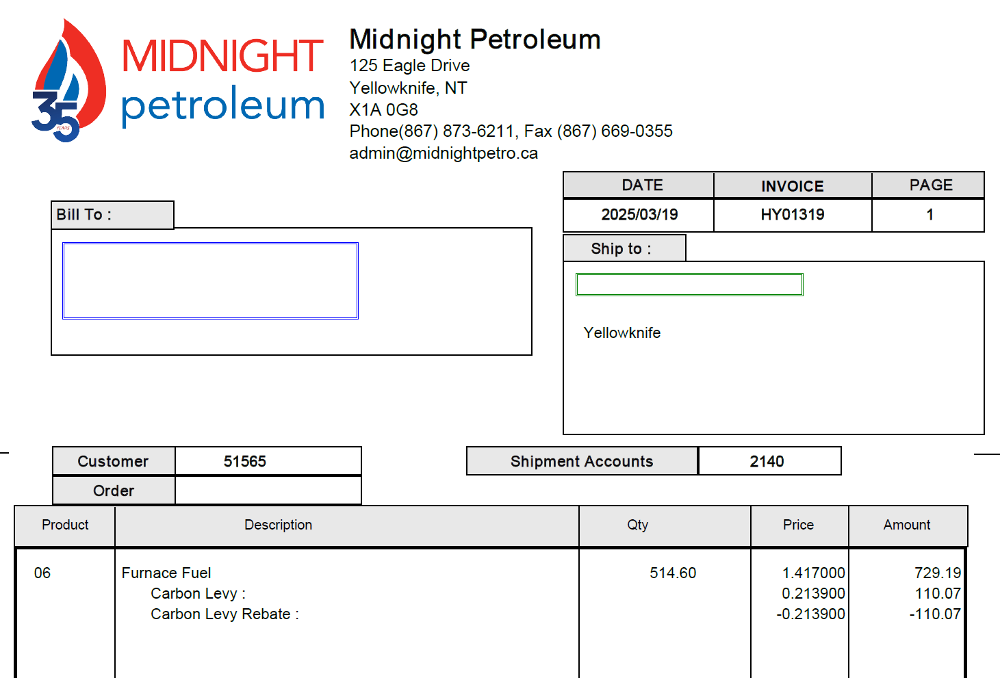 MIDNIGHT
petroleum
35
YEARS
Midnight Petroleum
125 Eagle Drive
Yellowknife, NT
X1A 0G8
Phone(867) 873-6211, Fax (867) 669-0355
admin@midnightpetro.ca
DATE INVOICE PAGE
2025/03/19 HY01319 1
Bill To :
Ship to :
Yellowknife
Customer 51565
Shipment Accounts 2140
Order
Product Description Qty Price Amount
06 Furnace Fuel 514.60 1.417000 729.19
Carbon Levy : 0.213900 110.07
Carbon Levy Rebate : -0.213900 -110.07